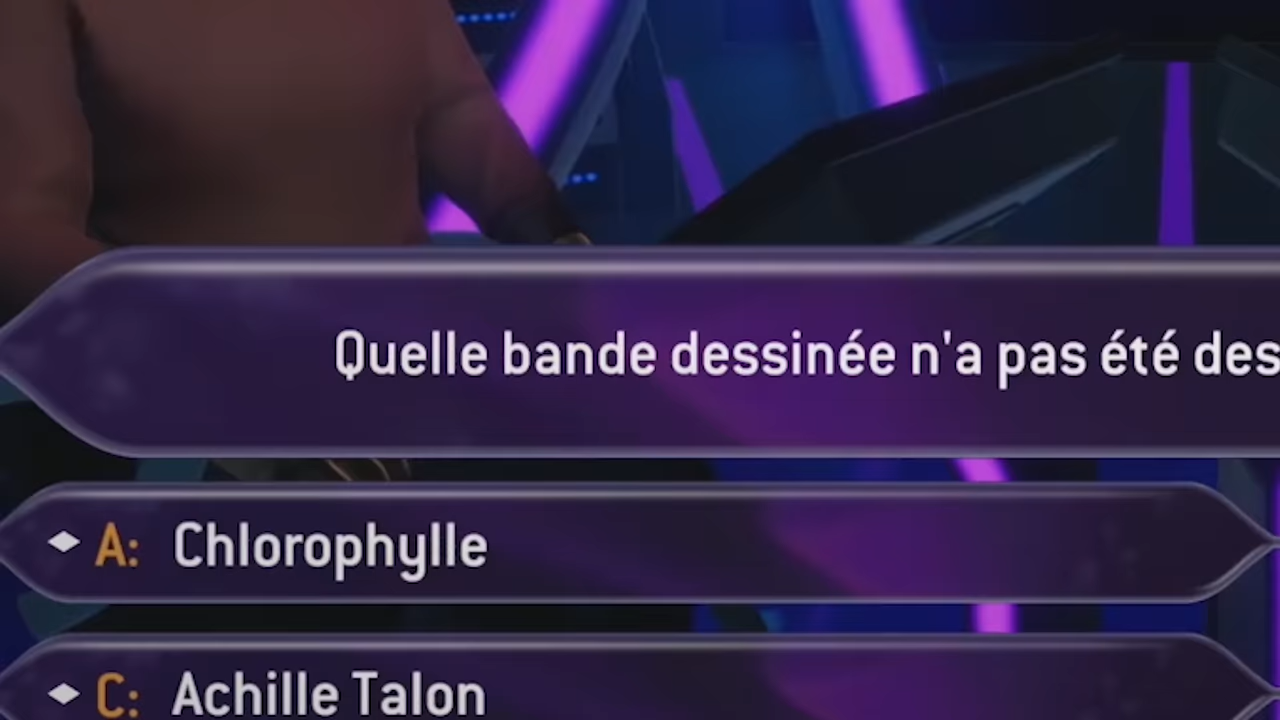 Quelle bande dessinée n'a pas été des
A: Chlorophylle
C: Achille Talon